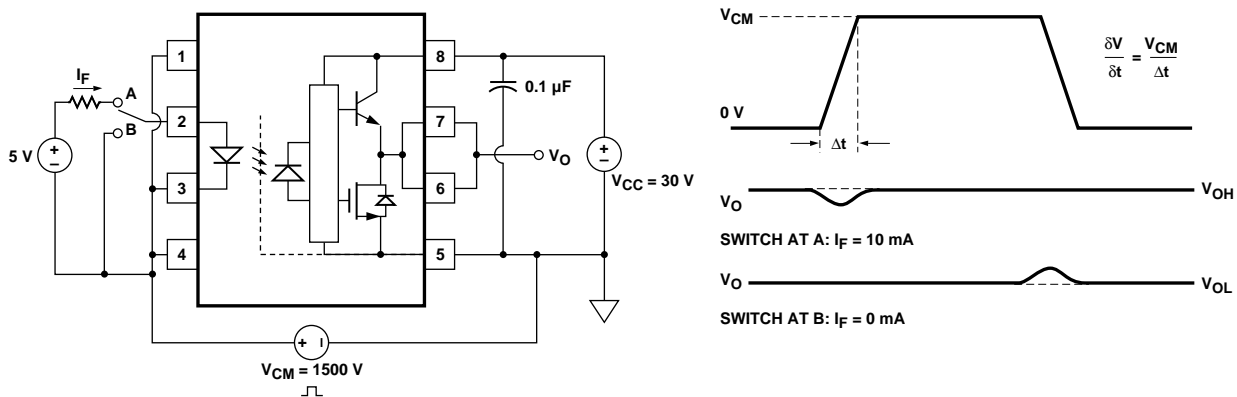 I_F
A
B
5 V
+
–
1
2
3
4
8
7
6
5
0.1 µF
V_O
+
–
V_CC = 30 V
+ –
V_CM = 1500 V
V_CM
0 V
Δt
δV/δt = V_CM/Δt
V_O
V_OH
SWITCH AT A: I_F = 10 mA
V_O
V_OL
SWITCH AT B: I_F = 0 mA